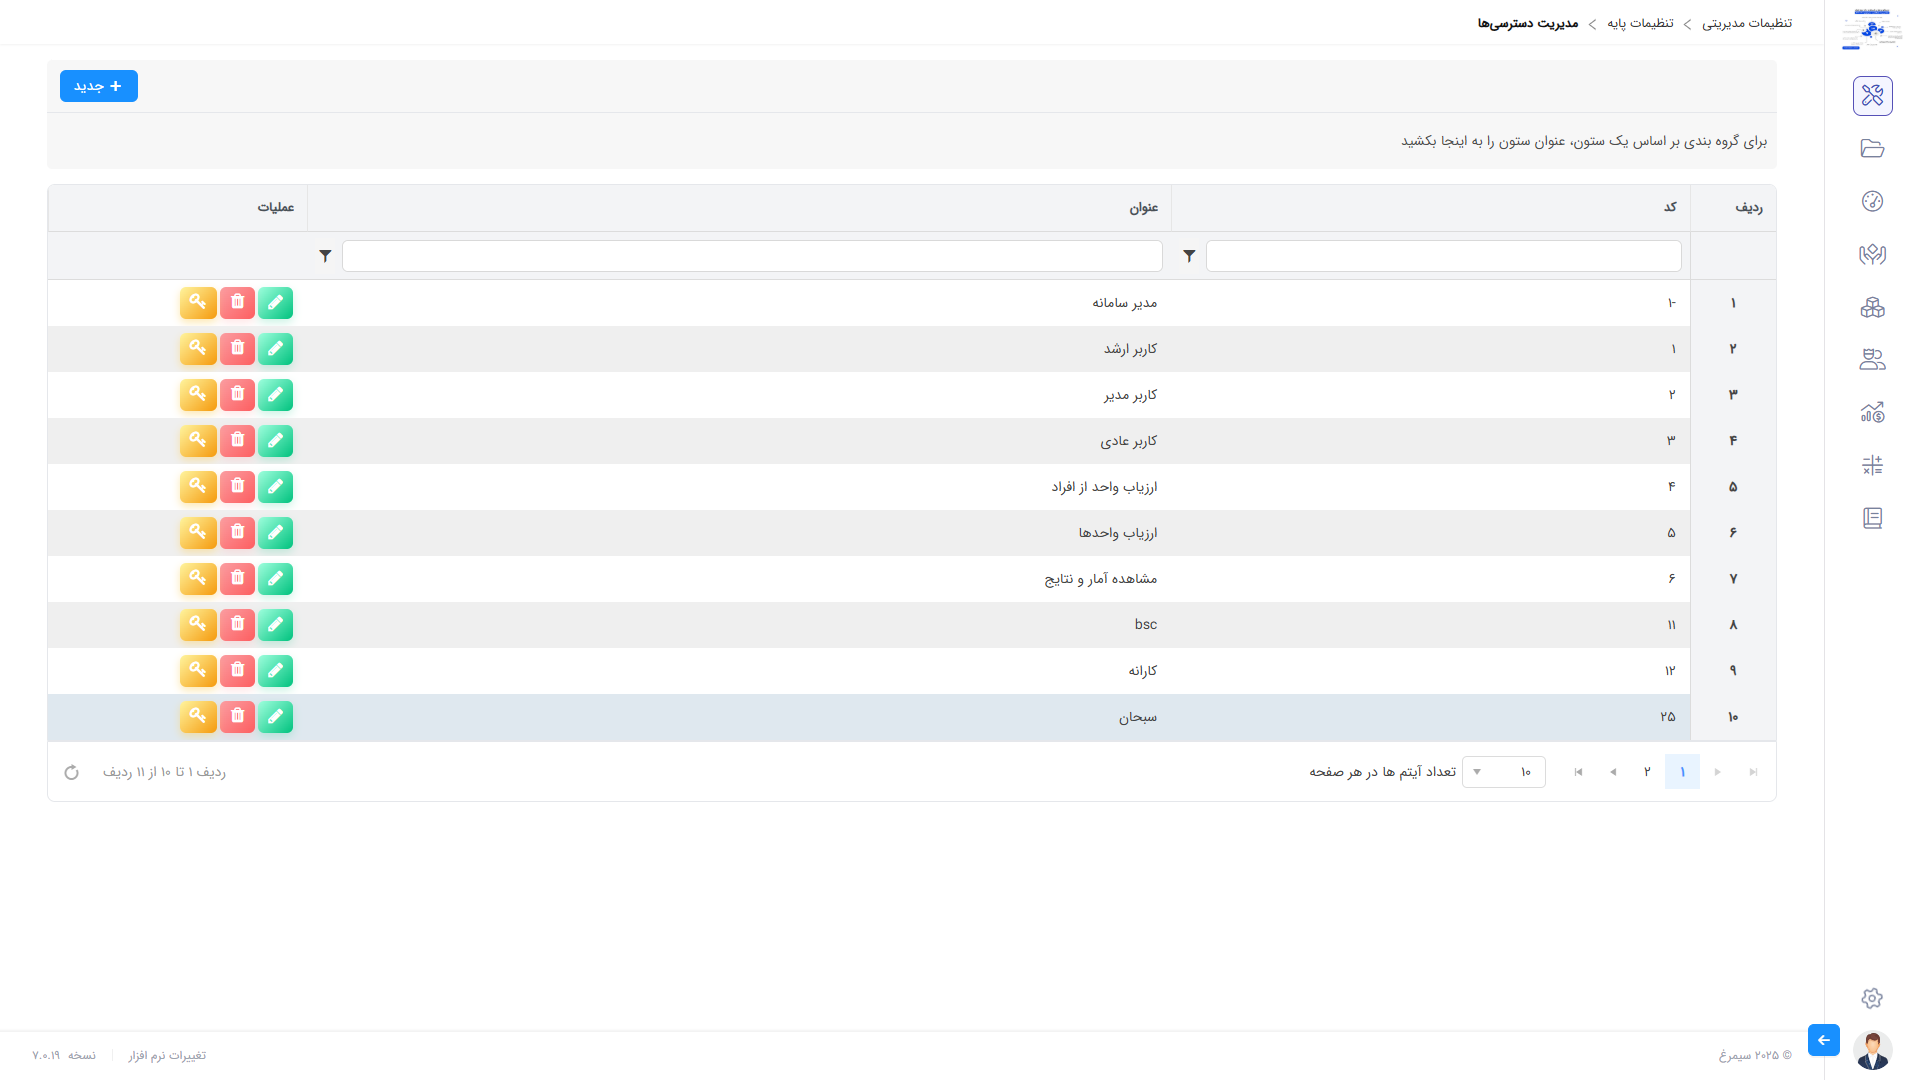 تنظیمات مدیریتی > تنظیمات پایه > مدیریت دسترسی‌ها
+ جدید
برای گروه بندی بر اساس یک ستون، عنوان ستون را به اینجا بکشید
ردیف کد عنوان عملیات
۱ -۱ مدیر سامانه
۲ ۱ کاربر ارشد
۳ ۲ کاربر مدیر
۴ ۳ کاربر عادی
۵ ۴ ارزیاب واحد از افراد
۶ ۵ ارزیاب واحدها
۷ ۶ مشاهده آمار و نتایج
۸ ۱۱ bsc
۹ ۱۲ کارانه
۱۰ ۲۵ سبحان
۱ ۲ ۱۰ تعداد آیتم ها در هر صفحه ردیف ۱ تا ۱۰ از ۱۱ ردیف
© ۲۰۲۵ سیمرغ تغییرات نرم افزار نسخه ۷.۰.۱۹